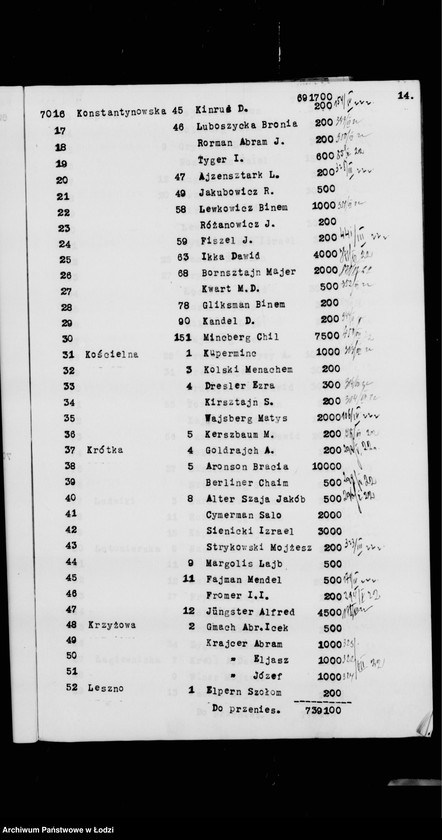 691700 14.
7016 Konstantynowska 45 Kinrus D. 200
17 46 Luboszycka Bronia 200
18 Rorman Abram J. 200
19 Tyger I. 600
20 47 Ajzensztark L. 200
21 49 Jakubowicz R. 500
22 58 Lewkowicz Binem 1000
23 Różanowicz J. 200
24 59 Fiszel J. 200
25 63 Ikka Dawid 4000
26 68 Bornsztajn Majer 2000
27 Kwart M.D. 500
28 78 Gliksman Binem 200
29 90 Kandel D. 200
30 151 Mincberg Chil 7500
31 Kościelna 1 Kuperminc 1000
32 3 Kolski Menachem 200
33 4 Dresler Ezra 300
34 Kirsztajn S. 200
35 Wajsberg Matys 2000
36 5 Kerszbaum M. 200
37 Krótka 4 Goldrajch A. 200
38 5 Aronson Bracia 10000
39 Berliner Chaim 500
40 8 Alter Szaja Jakób 500
41 Cymerman Salo 2000
42 Sienicki Izrael 3000
43 Strykowski Mojżesz 200
44 9 Margolis Lajb 500
45 11 Fajman Mendel 500
46 Fromer I.I. 200
47 12 Jüngster Alfred 4500
48 Krzyżowa 2 Gmach Abr.Icek 500
49 Krajcer Abram 1000
50 " Eljasz 1000
51 " Józef 1000
52 Leszno 1 Elpern Szołom 200
Do przenies. 739100
Archiwum Państwowe w Łodzi